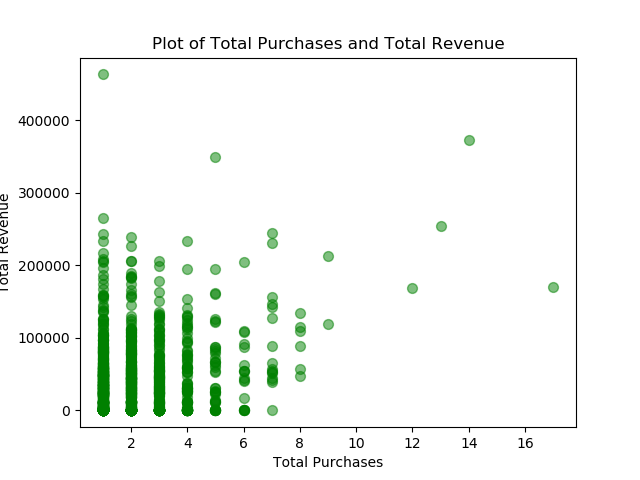 Plot of Total Purchases and Total Revenue
400000
300000
200000
100000
0
Total Revenue
2 4 6 8 10 12 14 16
Total Purchases